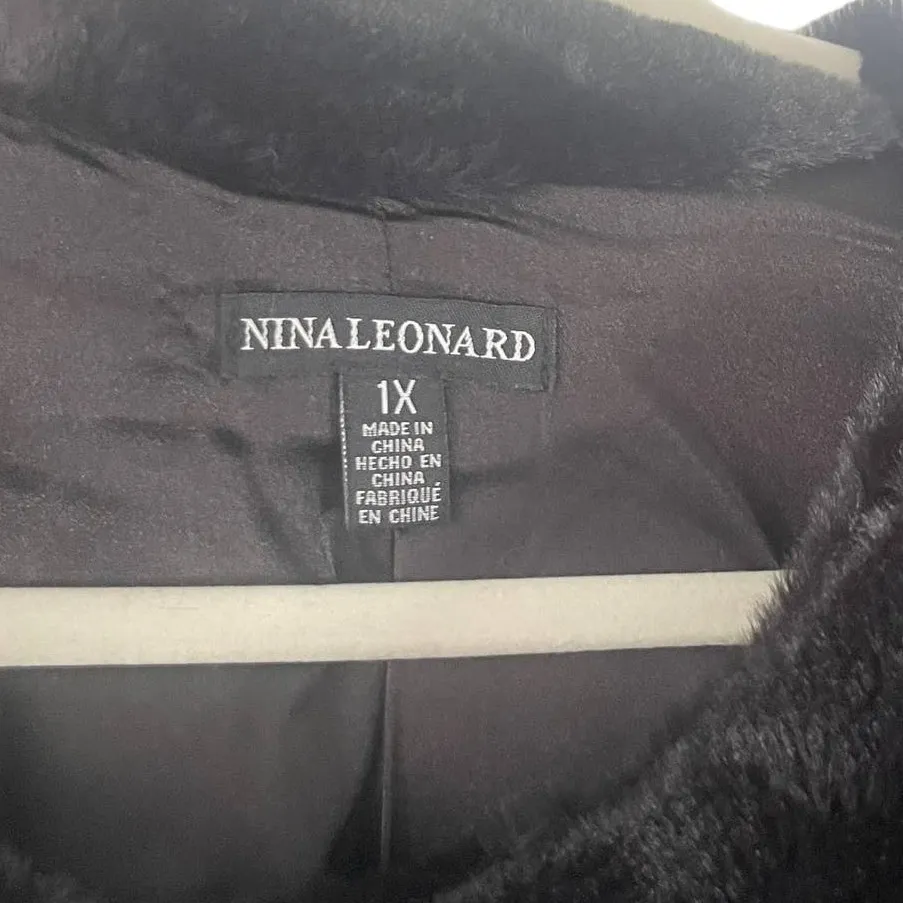 NINA LEONARD
1X
MADE IN
CHINA
HECHO EN
CHINA
FABRIQUÉ
EN CHINE